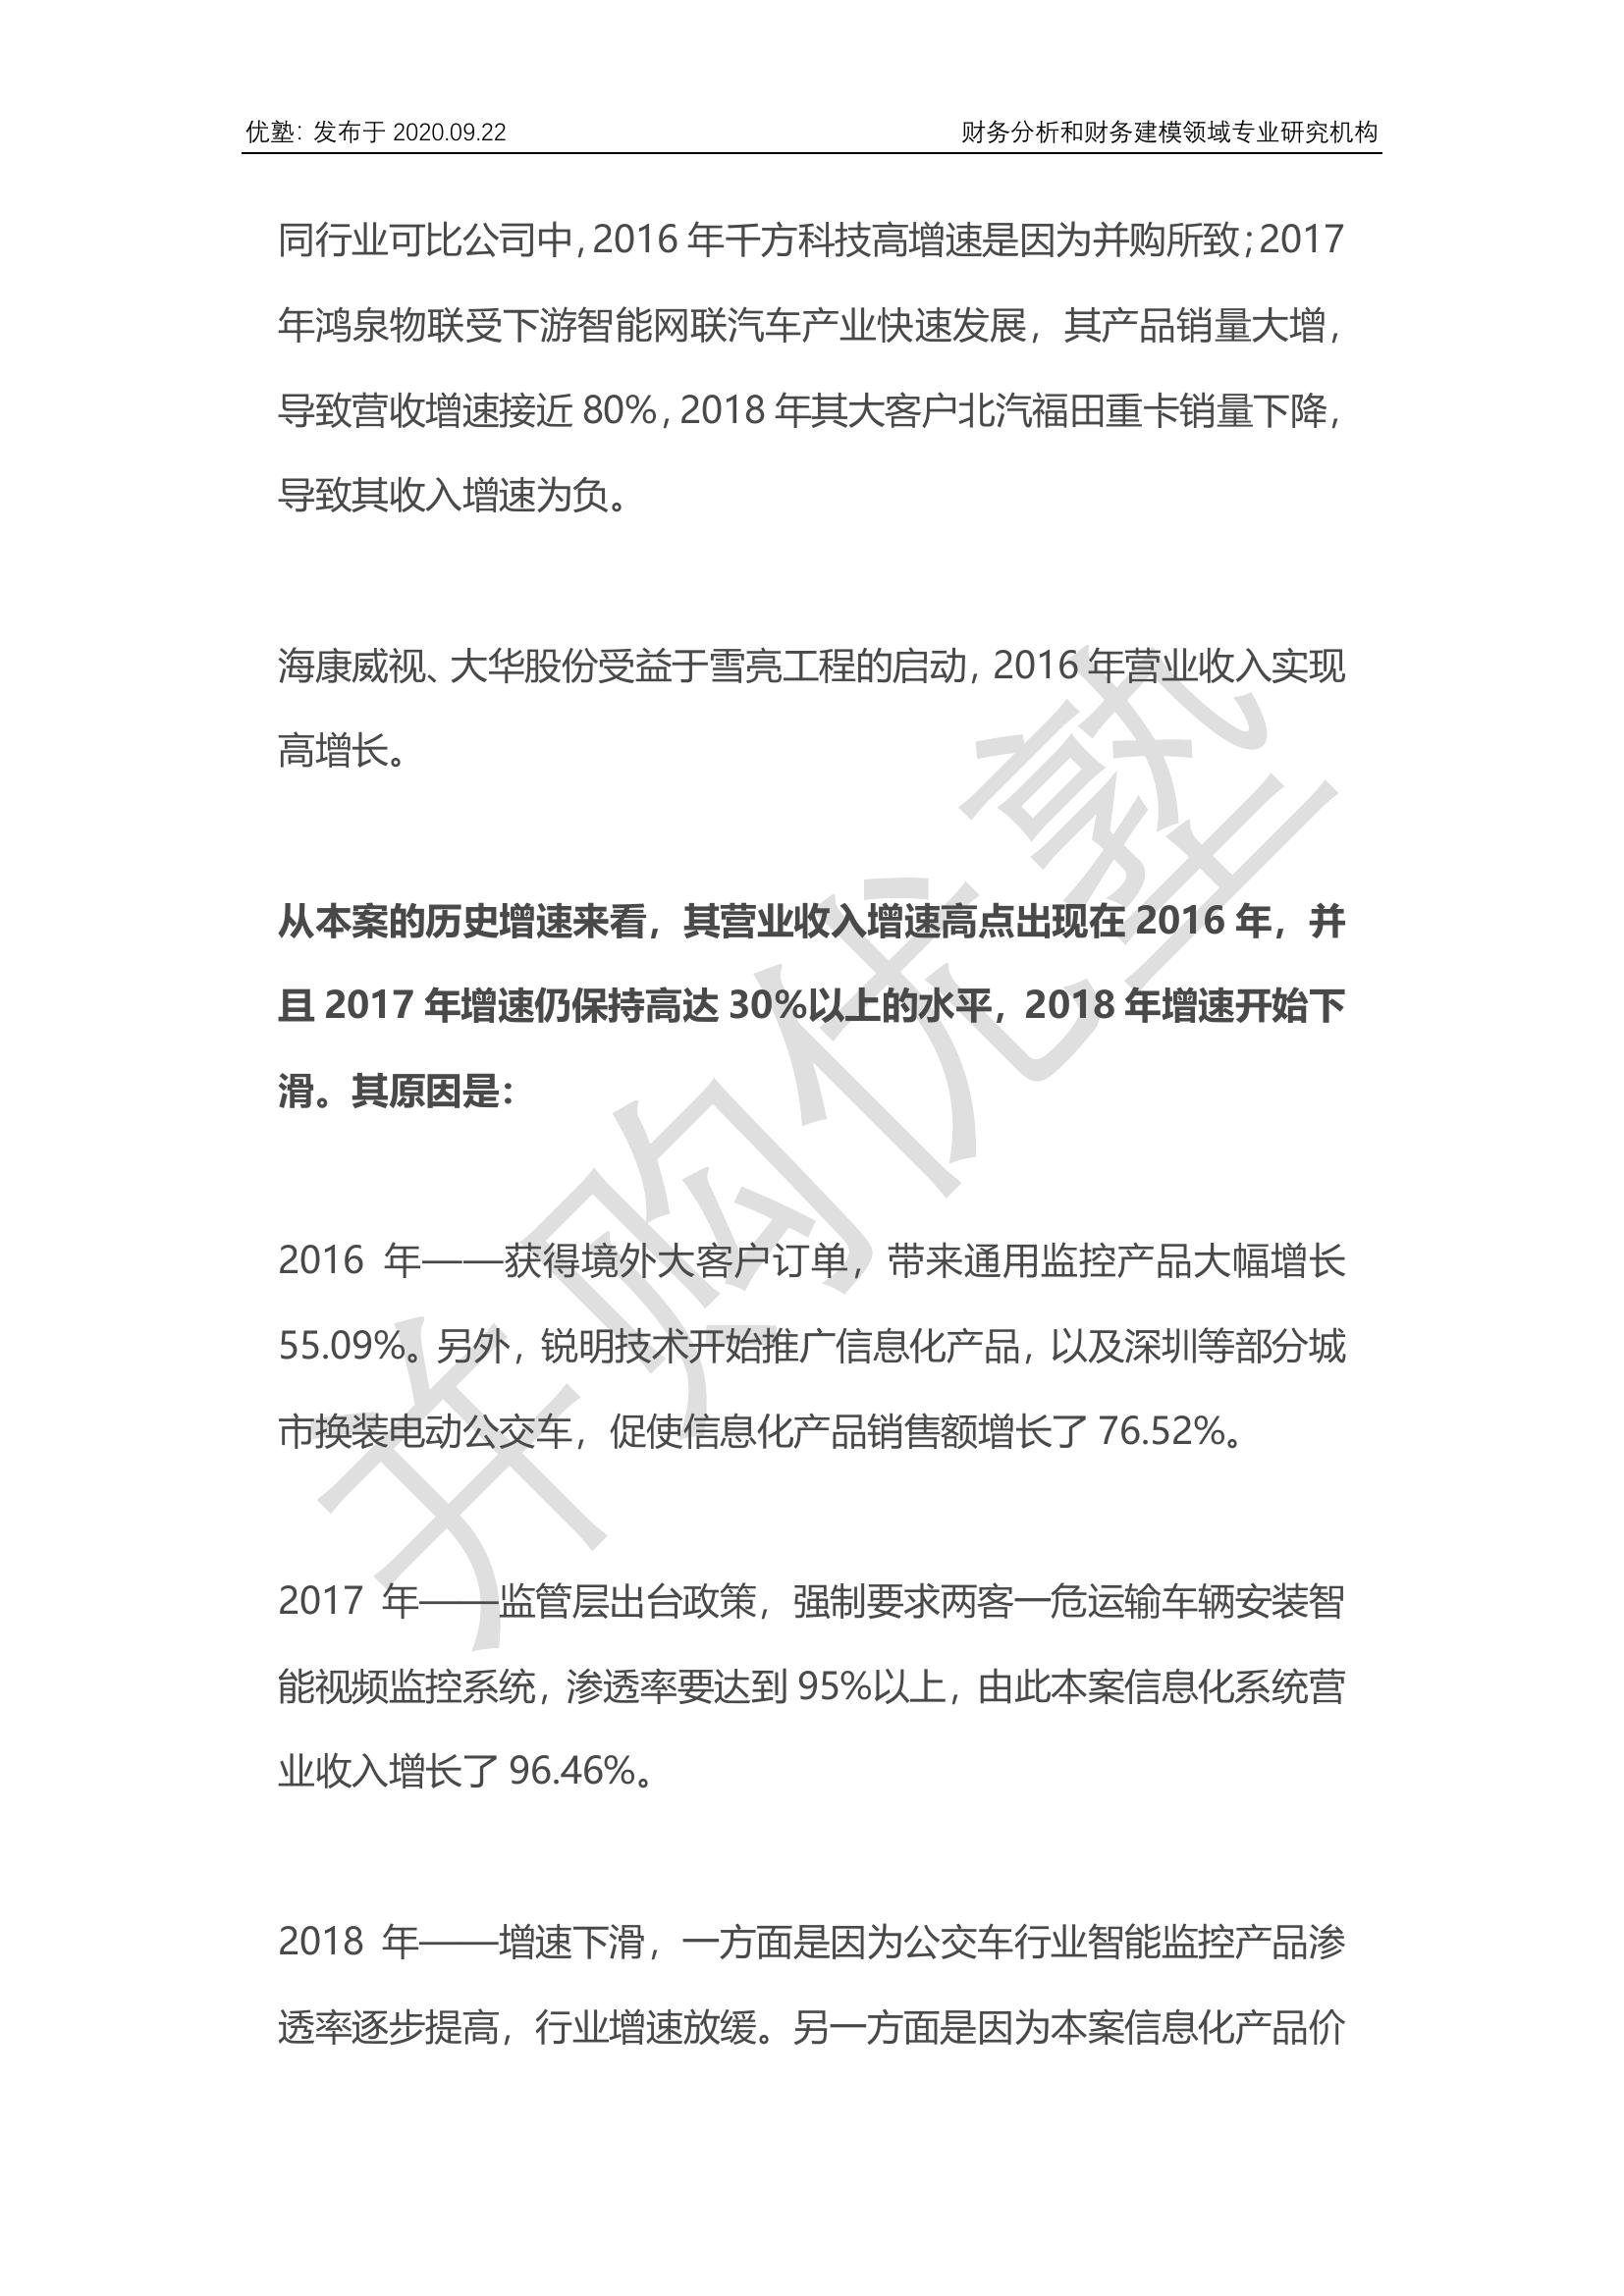 优塾：发布于 2020.09.22
财务分析和财务建模领域专业研究机构
同行业可比公司中，2016 年千方科技高增速是因为并购所致；2017
年鸿泉物联受下游智能网联汽车产业快速发展，其产品销量大增，
导致营收增速接近 80%，2018 年其大客户北汽福田重卡销量下降，
导致其收入增速为负。
海康威视、大华股份受益于雪亮工程的启动，2016 年营业收入实现
高增长。
从本案的历史增速来看，其营业收入增速高点出现在 2016 年，并
且 2017 年增速仍保持高达 30%以上的水平，2018 年增速开始下
滑。其原因是：
2016 年——获得境外大客户订单，带来通用监控产品大幅增长
55.09%。另外，锐明技术开始推广信息化产品，以及深圳等部分城
市换装电动公交车，促使信息化产品销售额增长了 76.52%。
2017 年——监管层出台政策，强制要求两客一危运输车辆安装智
能视频监控系统，渗透率要达到 95%以上，由此本案信息化系统营
业收入增长了 96.46%。
2018 年——增速下滑，一方面是因为公交车行业智能监控产品渗
透率逐步提高，行业增速放缓。另一方面是因为本案信息化产品价
并购优塾